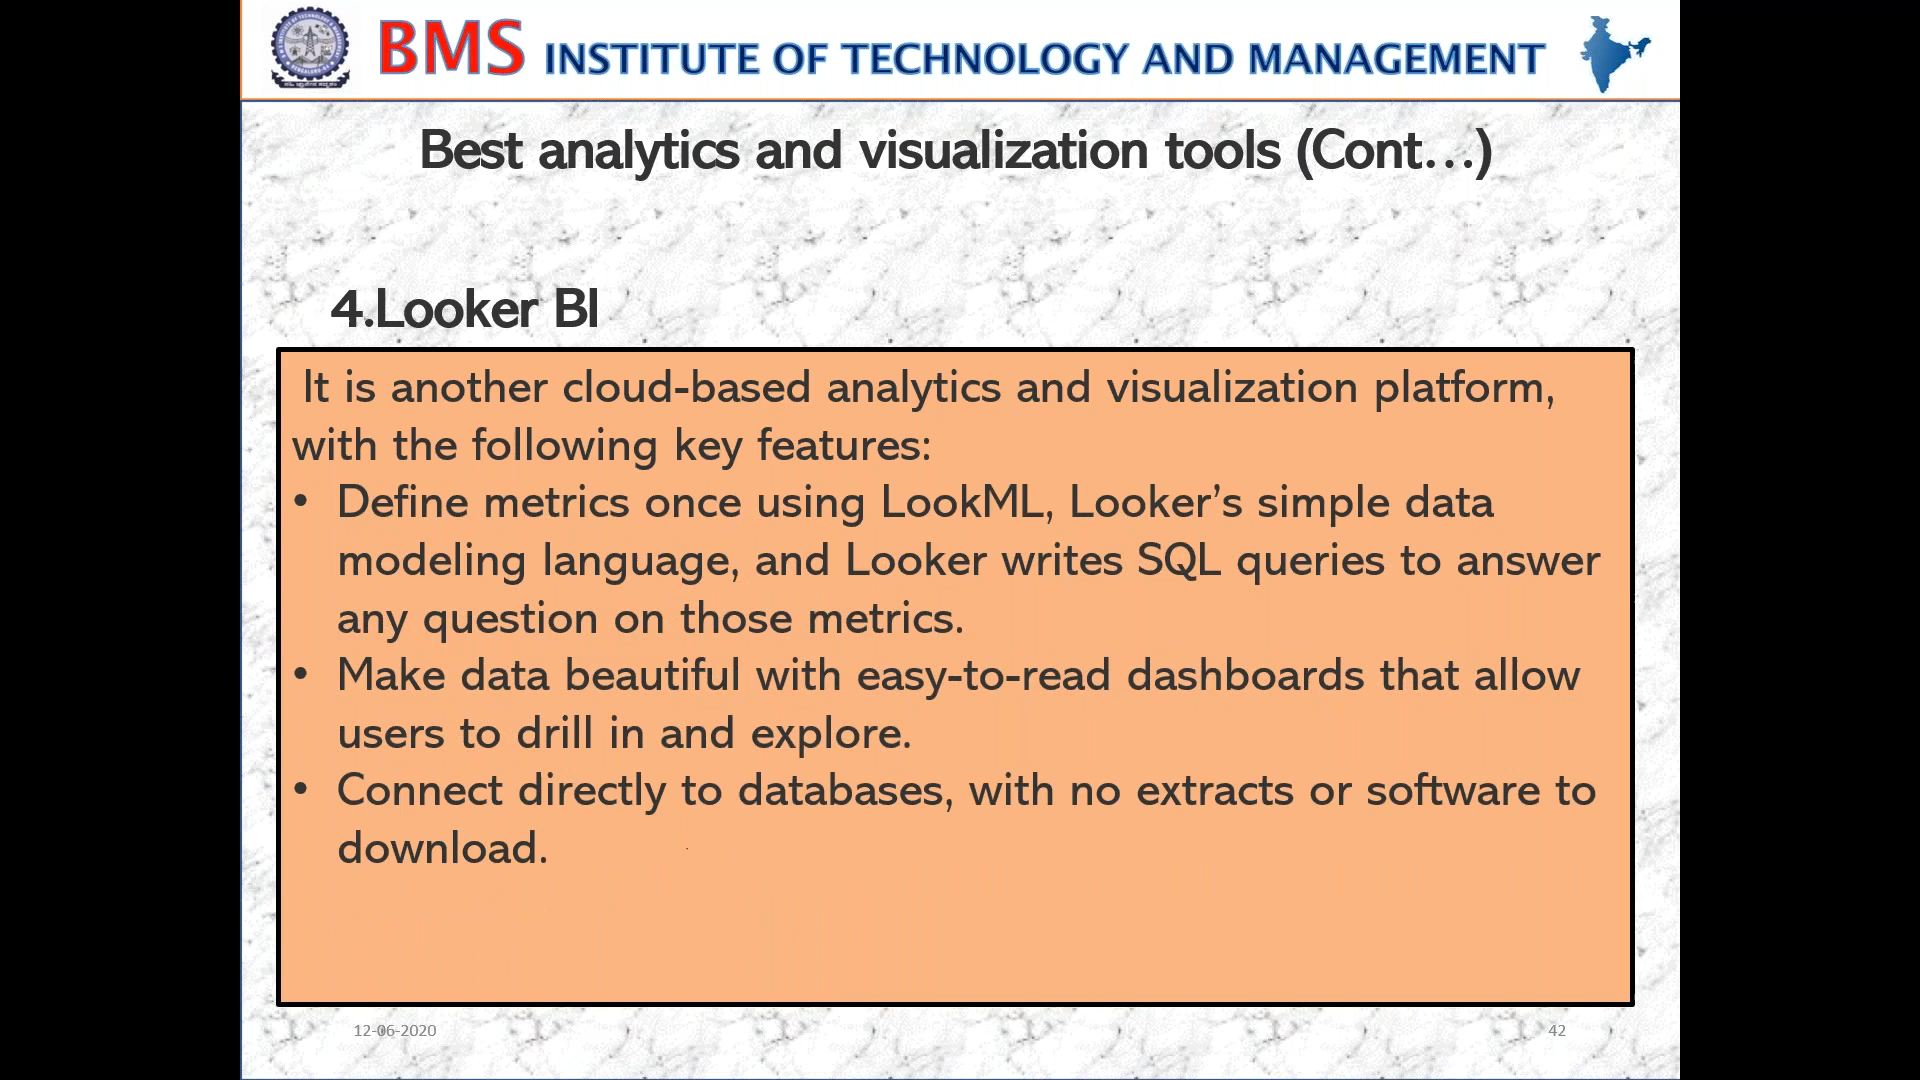 BMS INSTITUTE OF TECHNOLOGY AND MANAGEMENT
Best analytics and visualization tools (Cont...)
4.Looker BI
It is another cloud-based analytics and visualization platform,
with the following key features:
• Define metrics once using LookML, Looker’s simple data
modeling language, and Looker writes SQL queries to answer
any question on those metrics.
• Make data beautiful with easy-to-read dashboards that allow
users to drill in and explore.
• Connect directly to databases, with no extracts or software to
download.
12-06-2020
42